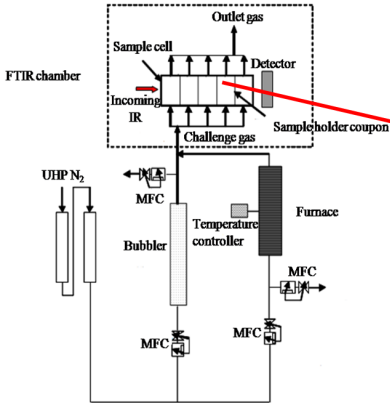 Outlet gas
Sample cell
Detector
FTIR chamber
Incoming
IR
Sample holder coupon
Challenge gas
UHP N₂
MFC
Furnace
Temperature
controller
Bubbler
MFC
MFC
MFC